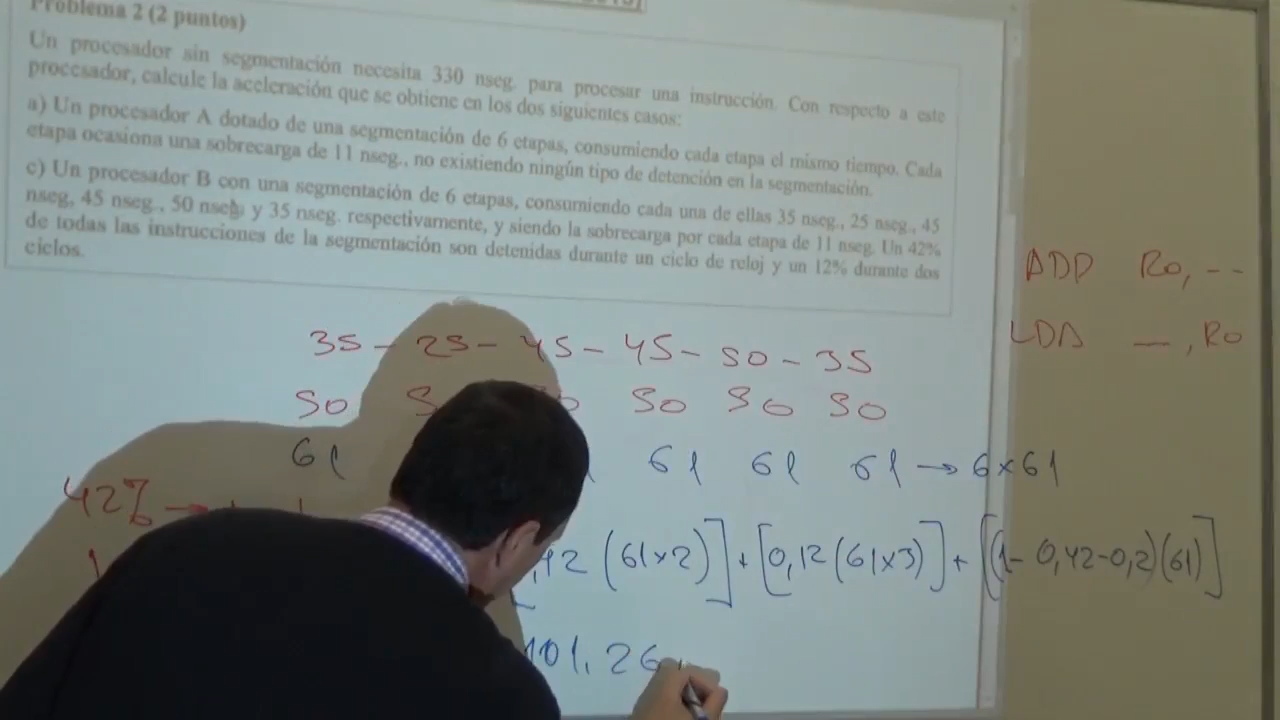 Problema 2 (2 puntos)
Un procesador sin segmentación necesita 330 nseg. para procesar una instrucción. Con respecto a este
procesador, calcule la aceleración que se obtiene en los dos siguientes casos:
a) Un procesador A dotado de una segmentación de 6 etapas, consumiendo cada etapa el mismo tiempo. Cada
etapa ocasiona una sobrecarga de 11 nseg., no existiendo ningún tipo de detención en la segmentación.
c) Un procesador B con una segmentación de 6 etapas, consumiendo cada una de ellas 35 nseg., 25 nseg., 45
nseg, 45 nseg., 50 nseg. y 35 nseg. respectivamente, y siendo la sobrecarga por cada etapa de 11 nseg. Un 42%
de todas las instrucciones de la segmentación son detenidas durante un ciclo de reloj y un 12% durante dos
ciclos.
ADD R0, --
LDA —, R0
35 - 25 - 45 - 45 - 50 - 35
50 50 50 50
61 61 61 61 → 6x61
42% →
,42 (61x2)] + [0,12 (61x3)] + [(1-0,42-0,2)(61)]
101,26